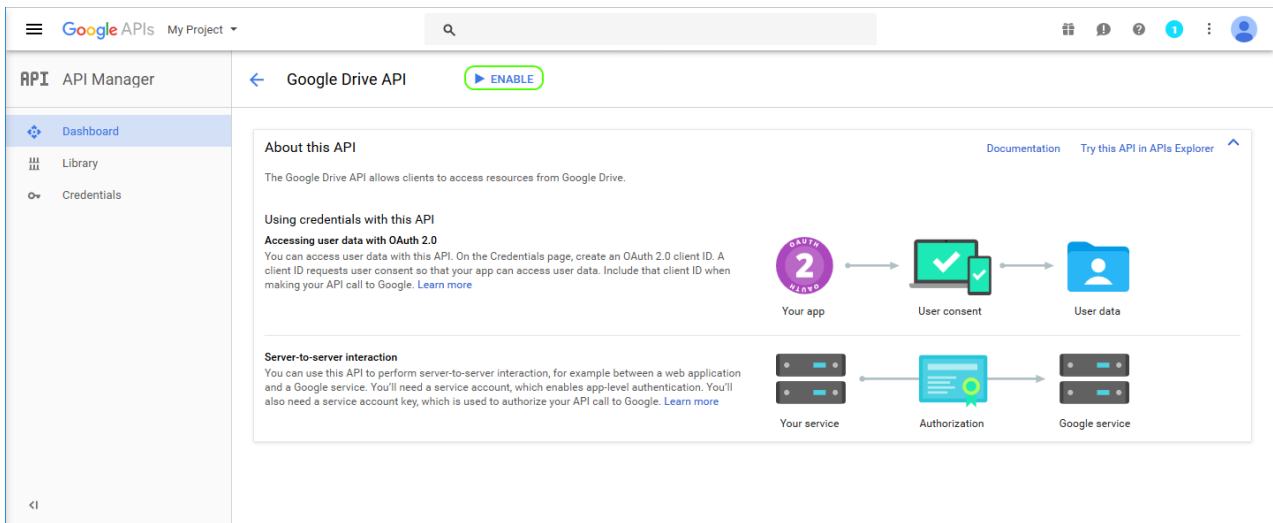 Google APIs My Project
1
API API Manager
Google Drive API ENABLE
Dashboard
Library
Credentials
About this API
Documentation Try this API in APIs Explorer
The Google Drive API allows clients to access resources from Google Drive.
Using credentials with this API
Accessing user data with OAuth 2.0
You can access user data with this API. On the Credentials page, create an OAuth 2.0 client ID. A
client ID requests user consent so that your app can access user data. Include that client ID when
making your API call to Google. Learn more
OAUTH
2
OAUTH
Your app
User consent
User data
Server-to-server interaction
You can use this API to perform server-to-server interaction, for example between a web application
and a Google service. You'll need a service account, which enables app-level authentication. You'll
also need a service account key, which is used to authorize your API call to Google. Learn more
Your service
Authorization
Google service